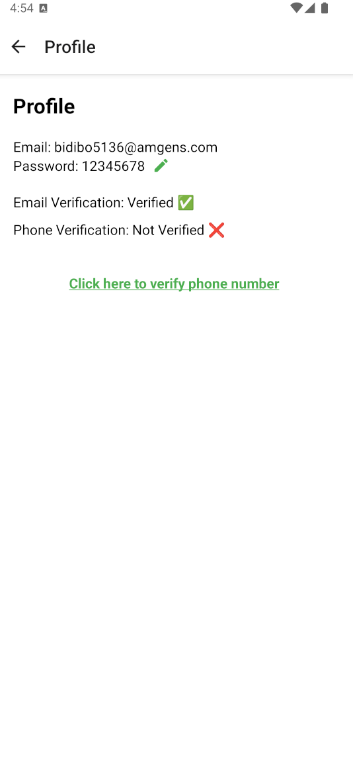 4:54
Profile
Profile
Email: bidibo5136@amgens.com
Password: 12345678
Email Verification: Verified ✅
Phone Verification: Not Verified ❌
Click here to verify phone number